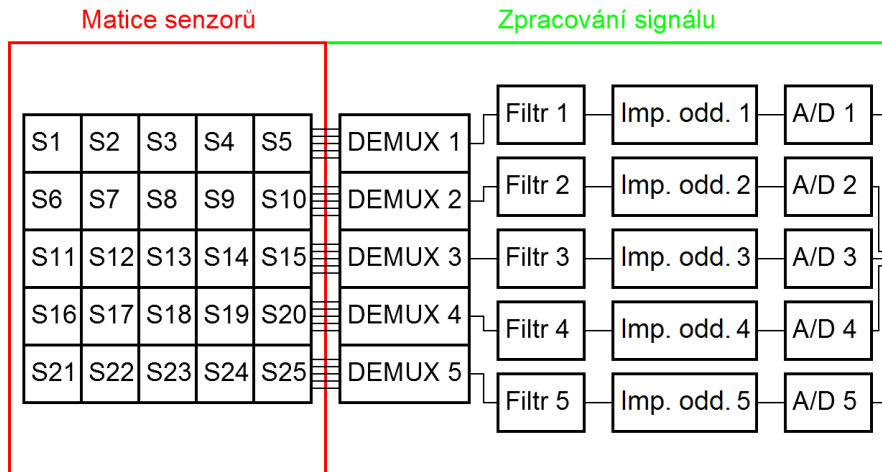 Matice senzorů
Zpracování signálu
S1 S2 S3 S4 S5 DEMUX 1 Filtr 1 Imp. odd. 1 A/D 1
S6 S7 S8 S9 S10 DEMUX 2 Filtr 2 Imp. odd. 2 A/D 2
S11 S12 S13 S14 S15 DEMUX 3 Filtr 3 Imp. odd. 3 A/D 3
S16 S17 S18 S19 S20 DEMUX 4 Filtr 4 Imp. odd. 4 A/D 4
S21 S22 S23 S24 S25 DEMUX 5 Filtr 5 Imp. odd. 5 A/D 5